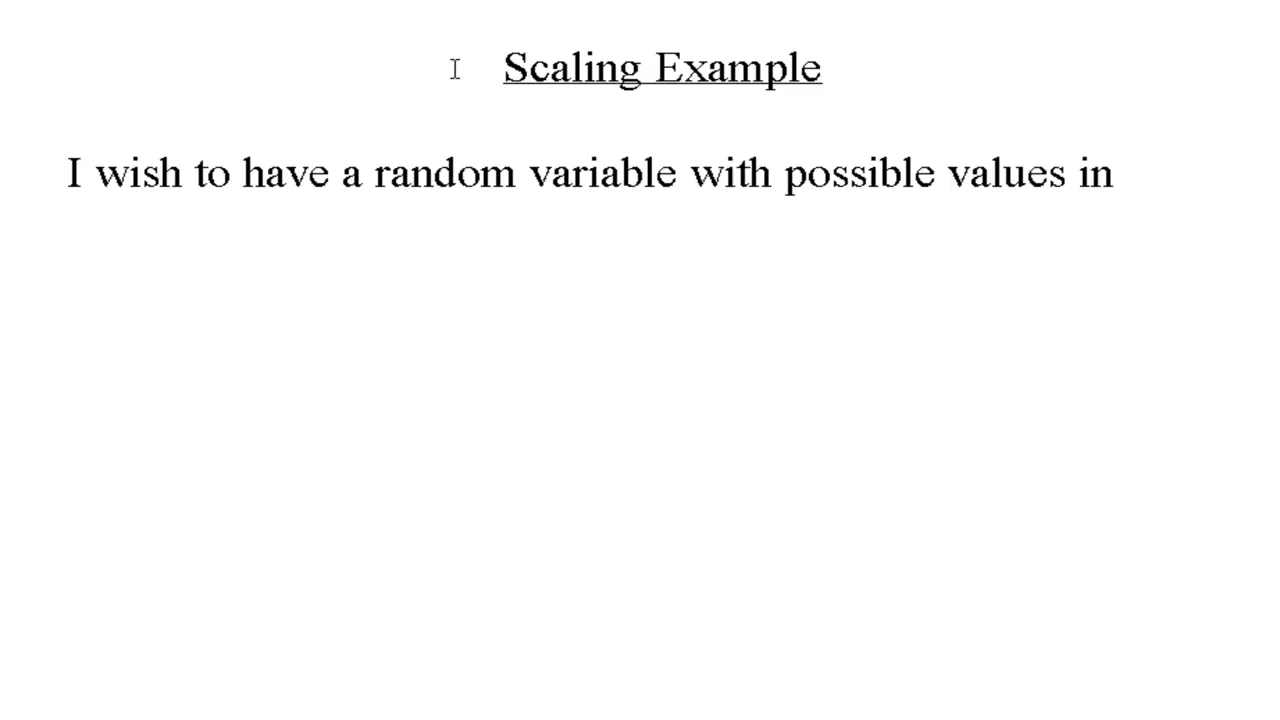 Scaling Example
I wish to have a random variable with possible values in